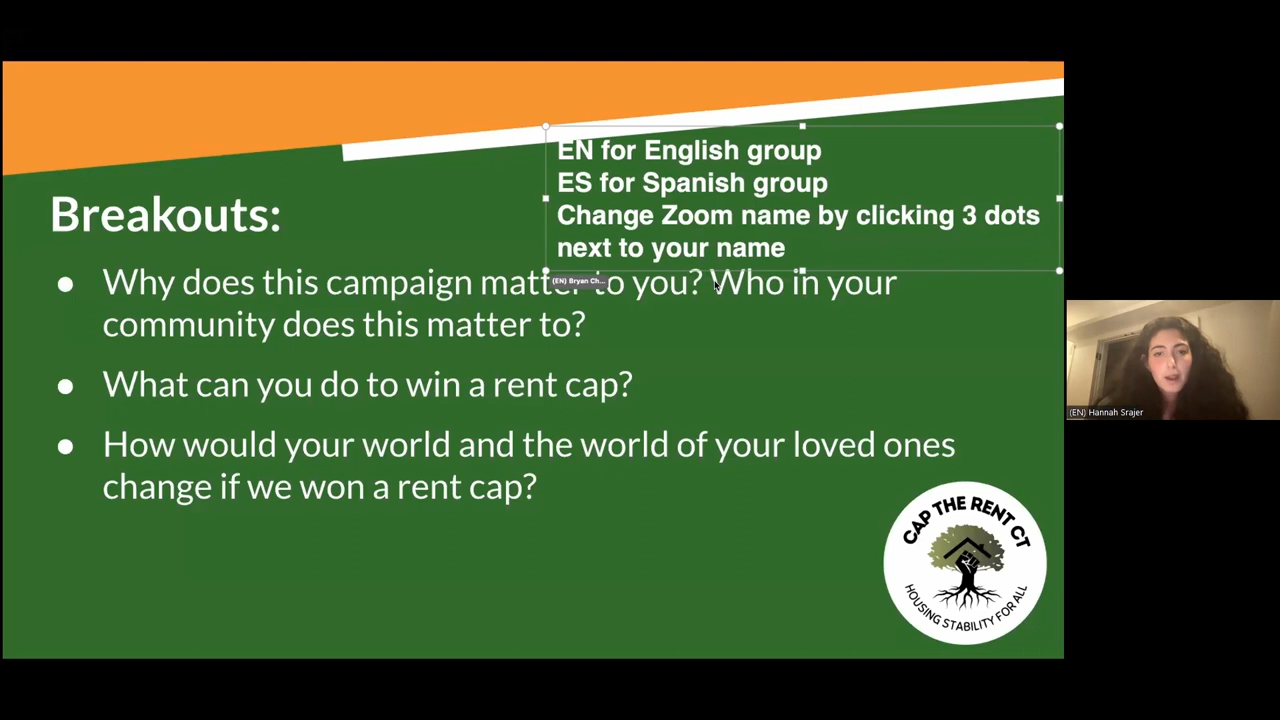 EN for English group
ES for Spanish group
Change Zoom name by clicking 3 dots
next to your name
Breakouts:
Why does this campaign matter to you? Who in your
(EN) Bryan Ch...
community does this matter to?
What can you do to win a rent cap?
How would your world and the world of your loved ones
change if we won a rent cap?
CAP THE RENT CT
HOUSING STABILITY FOR ALL
(EN) Hannah Srajer